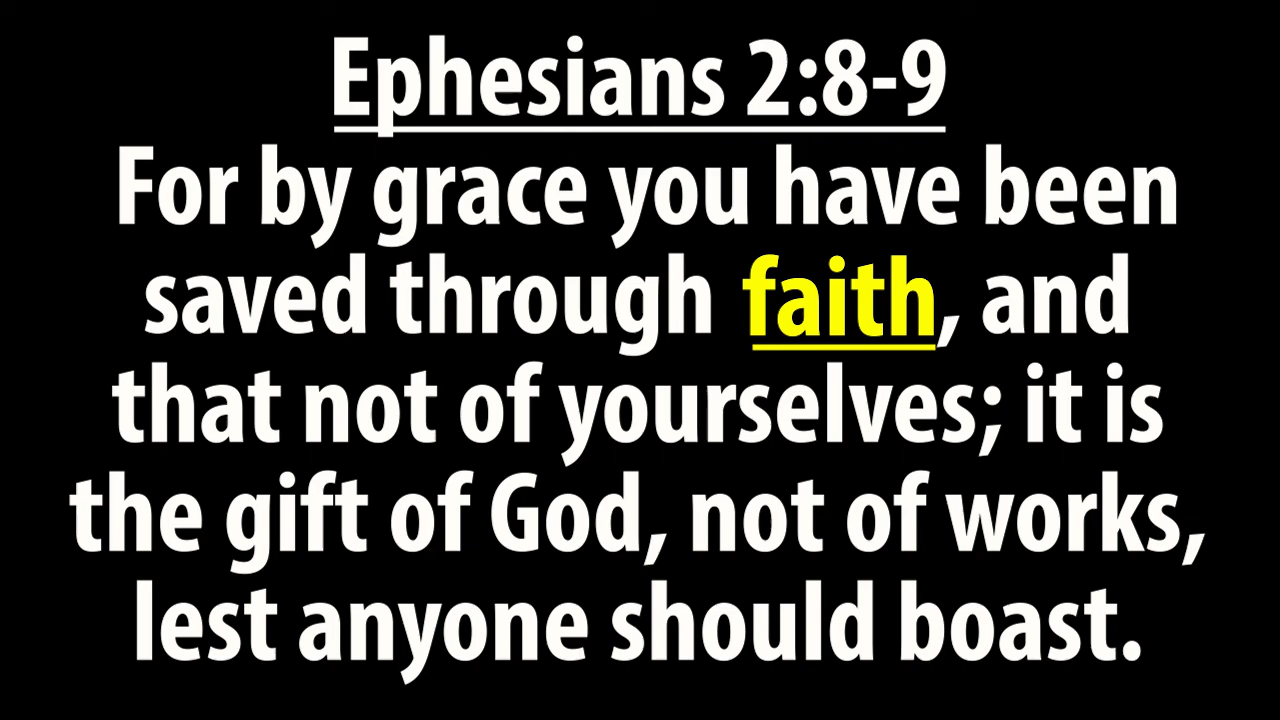 Ephesians 2:8-9
For by grace you have been
saved through faith, and
that not of yourselves; it is
the gift of God, not of works,
lest anyone should boast.